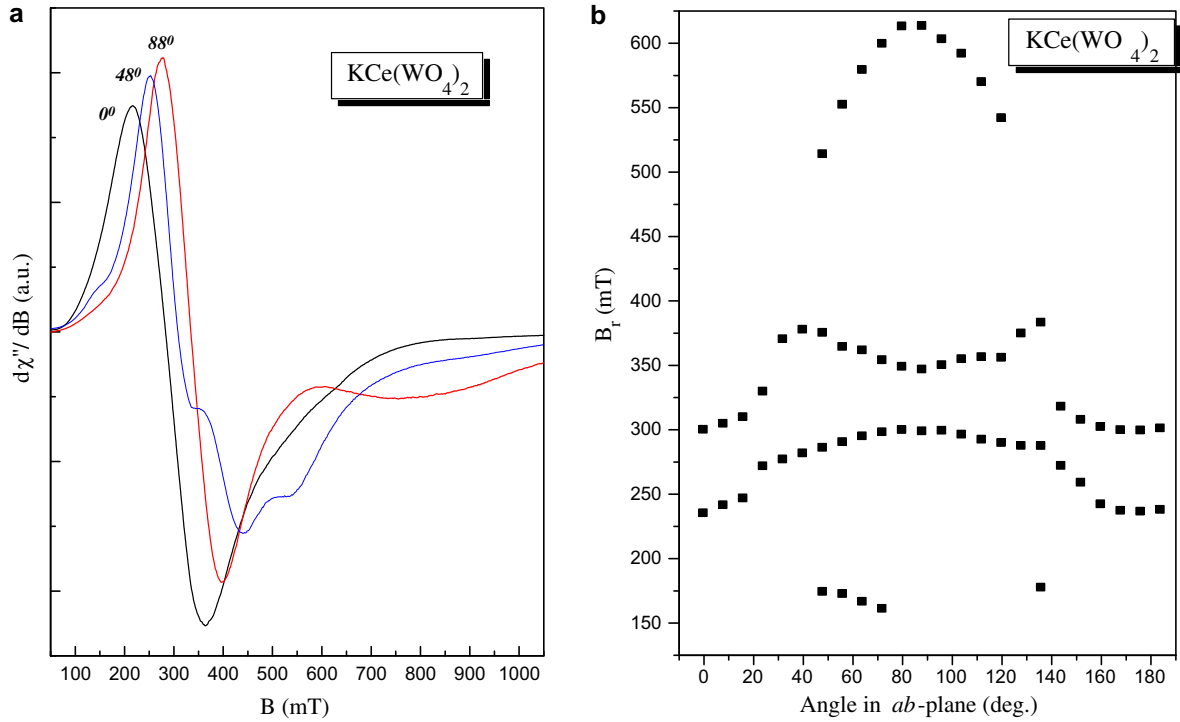 a
KCe(WO4)2
0⁰
48⁰
88⁰
dχ''/ dB (a.u.)
100 200 300 400 500 600 700 800 900 1000
B (mT)
b
KCe(WO 4)2
600
550
500
450
400
350
300
250
200
150
Br (mT)
0 20 40 60 80 100 120 140 160 180
Angle in ab-plane (deg.)